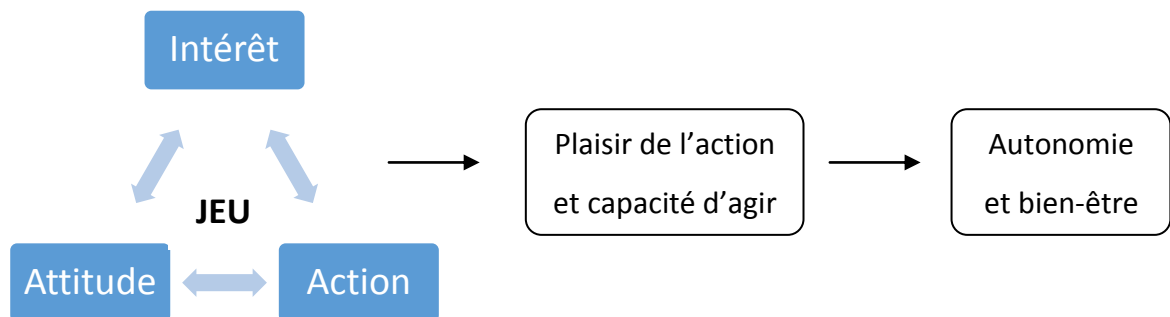 Intérêt
JEU
Attitude
Action
Plaisir de l’action
et capacité d’agir
Autonomie
et bien-être